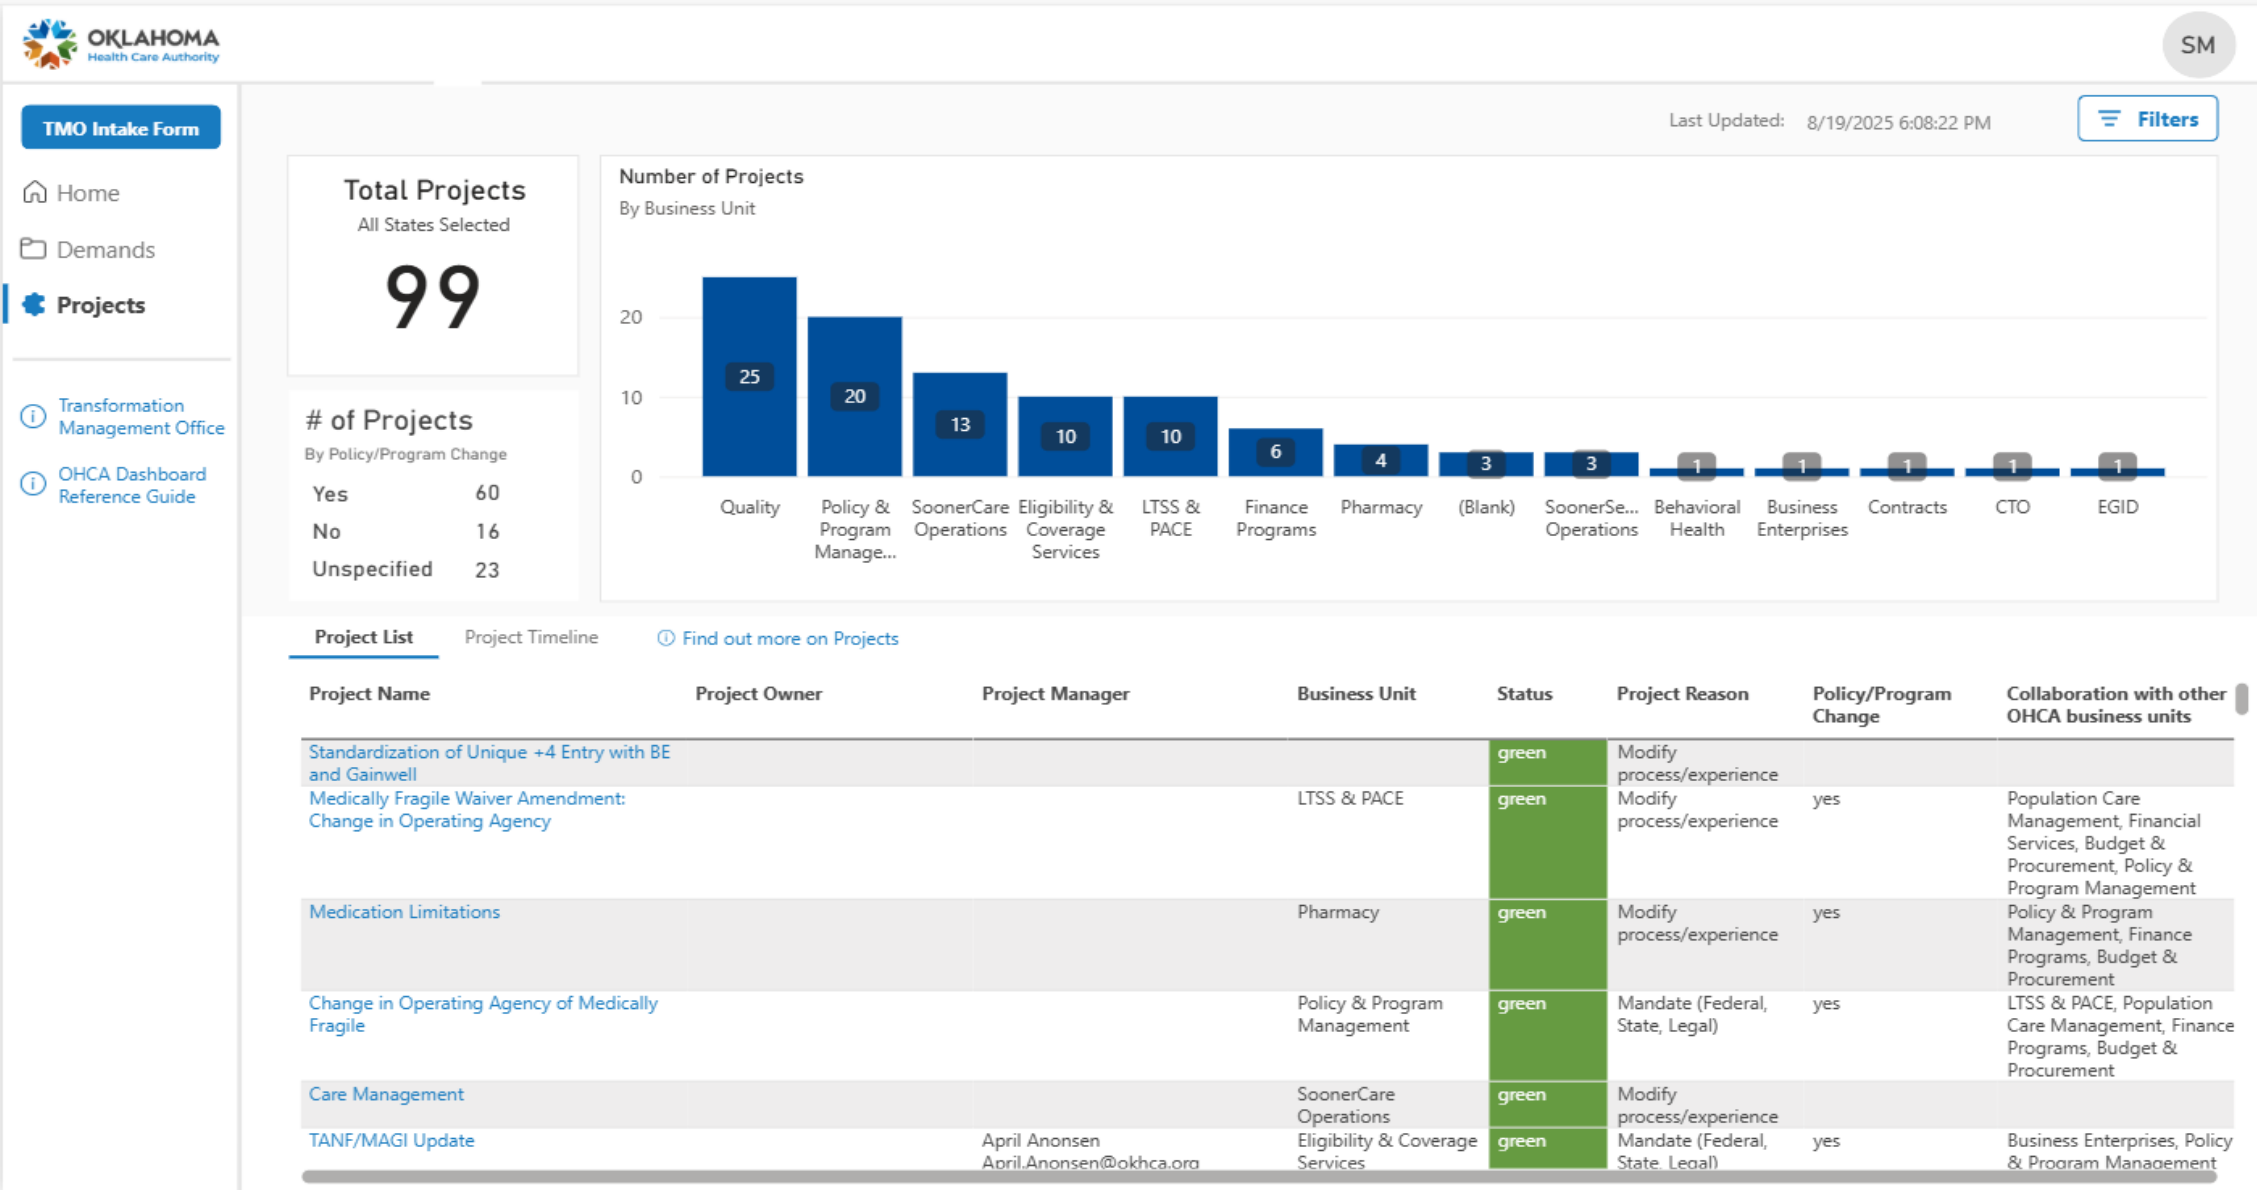 OKLAHOMA
Health Care Authority
SM
TMO Intake Form
Home
Demands
Projects
Transformation
Management Office
OHCA Dashboard
Reference Guide
Last Updated: 8/19/2025 6:08:22 PM
Filters
Total Projects
All States Selected
99
# of Projects
By Policy/Program Change
Yes 60
No 16
Unspecified 23
Number of Projects
By Business Unit
20
10
0
25
20
13
10
10
6
4
3
3
1
1
1
1
1
Quality
Policy &
Program
Manage...
SoonerCare
Operations
Eligibility &
Coverage
Services
LTSS &
PACE
Finance
Programs
Pharmacy
(Blank)
SoonerSe...
Operations
Behavioral
Health
Business
Enterprises
Contracts
CTO
EGID
Project List
Project Timeline
Find out more on Projects
Project Name
Project Owner
Project Manager
Business Unit
Status
Project Reason
Policy/Program
Change
Collaboration with other
OHCA business units
Standardization of Unique +4 Entry with BE
and Gainwell
green
Modify
process/experience
Medically Fragile Waiver Amendment:
Change in Operating Agency
LTSS & PACE
green
Modify
process/experience
yes
Population Care
Management, Financial
Services, Budget &
Procurement, Policy &
Program Management
Medication Limitations
Pharmacy
green
Modify
process/experience
yes
Policy & Program
Management, Finance
Programs, Budget &
Procurement
Change in Operating Agency of Medically
Fragile
Policy & Program
Management
green
Mandate (Federal,
State, Legal)
yes
LTSS & PACE, Population
Care Management, Finance
Programs, Budget &
Procurement
Care Management
SoonerCare
Operations
green
Modify
process/experience
TANF/MAGI Update
April Anonsen
April.Anonsen@okhca.org
Eligibility & Coverage
Services
green
Mandate (Federal,
State, Legal)
yes
Business Enterprises, Policy
& Program Management